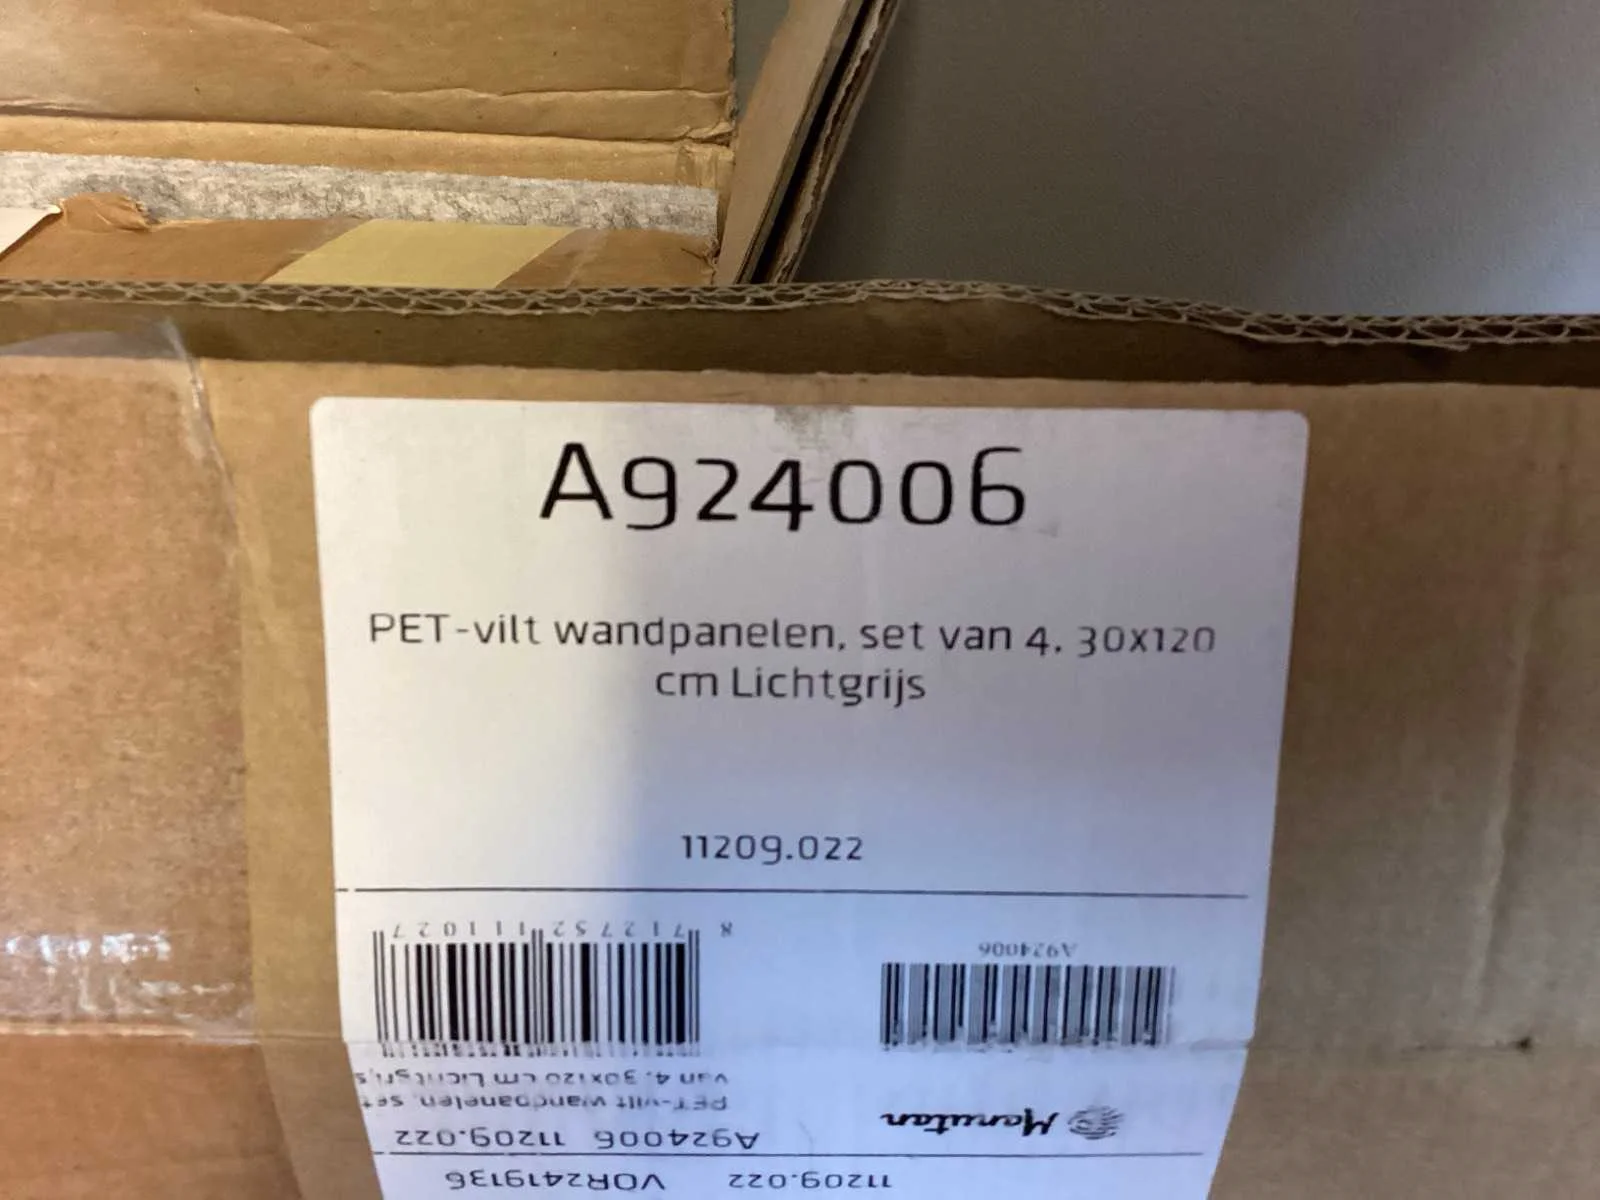 A924006
PET-vilt wandpanelen, set van 4, 30x120
cm Lichtgrijs
11209.022
8 712752 111027
A924006
van 4, 30x120 cm Lichtgrijs
PET-vilt wandpanelen, set
A924006 11209.022
Manutan
VOR2419136
11209.022